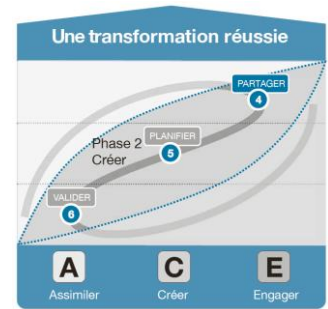 Une transformation réussie
PARTAGER
4
Phase 2
Créer
PLANIFIER
5
VALIDER
6
A
C
E
Assimiler
Créer
Engager